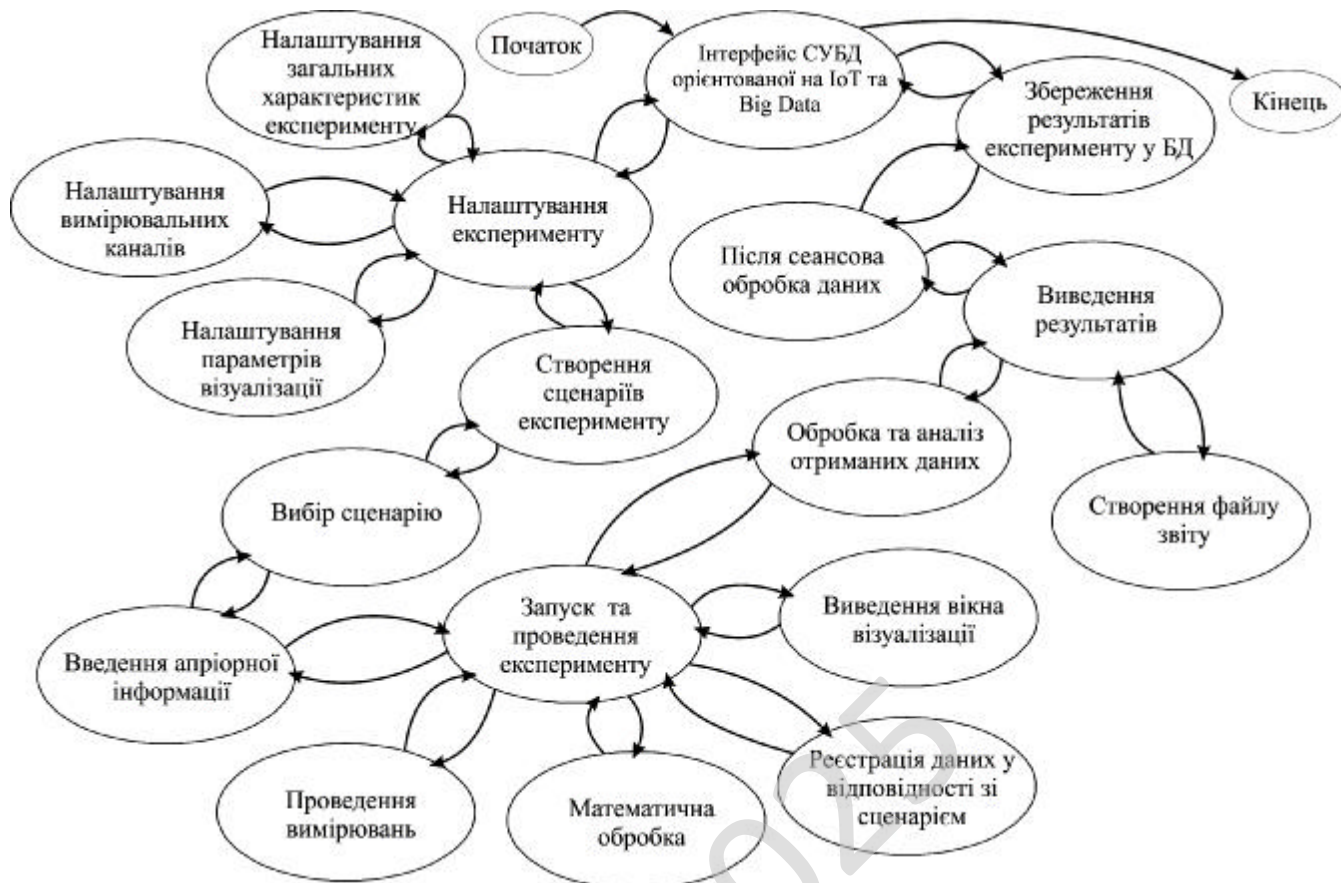 Початок
Налаштування
загальних
характеристик
експерименту
Інтерфейс СУБД
орієнтованої на IoT та
Big Data
Збереження
результатів
експерименту у БД
Кінець
Налаштування
вимірювальних
каналів
Налаштування
експерименту
Після сеансова
обробка даних
Виведення
результатів
Налаштування
параметрів
візуалізації
Створення
сценаріїв
експерименту
Обробка та аналіз
отриманих даних
Створення файлу
звіту
Вибір сценарію
Запуск та
проведення
експерименту
Виведення вікна
візуалізації
Введення апріорної
інформації
Реєстрація даних у
відповідності зі
сценарієм
Проведення
вимірювань
Математична
обробка
025